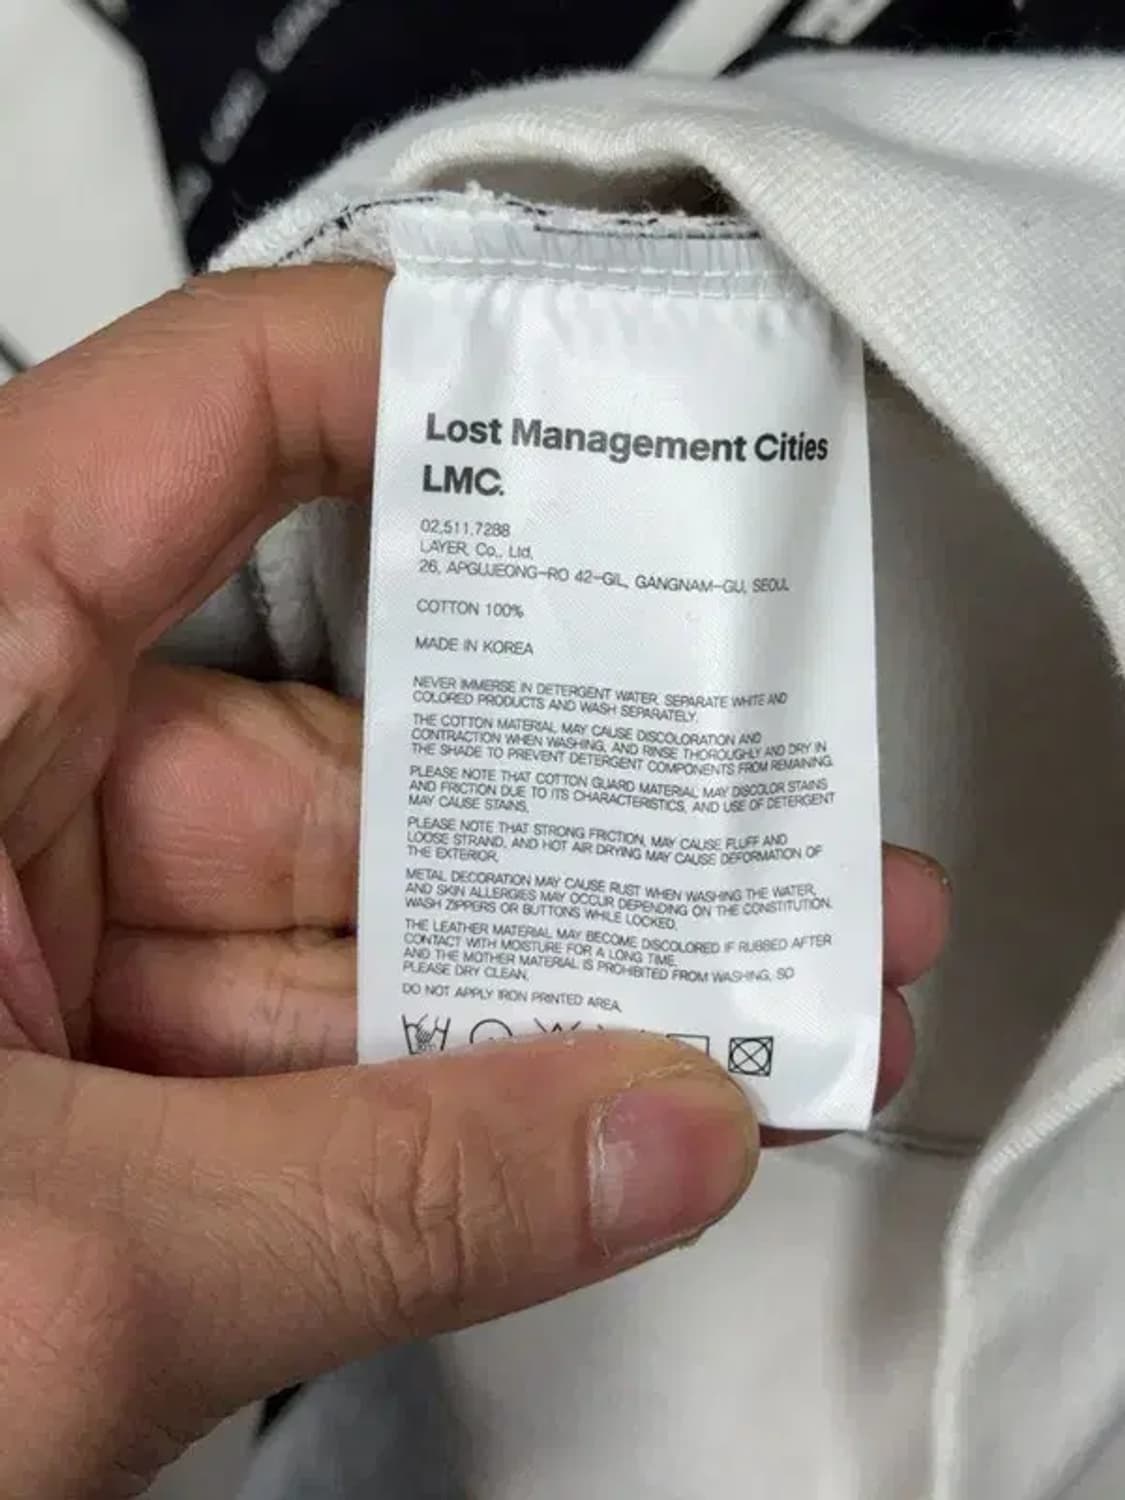 Lost Management Cities
LMC.
02.511.7288
LAYER, Co., Ltd.
26, APGUJEONG-RO 42-GIL, GANGNAM-GU, SEOUL
COTTON 100%
MADE IN KOREA
NEVER IMMERSE IN DETERGENT WATER. SEPARATE WHITE AND
COLORED PRODUCTS AND WASH SEPARATELY.
THE COTTON MATERIAL MAY CAUSE DISCOLORATION AND
CONTRACTION WHEN WASHING, AND RINSE THOROUGHLY AND DRY IN
THE SHADE TO PREVENT DETERGENT COMPONENTS FROM REMAINING.
PLEASE NOTE THAT COTTON GUARD MATERIAL MAY DISCOLOR STAINS
AND FRICTION DUE TO ITS CHARACTERISTICS, AND USE OF DETERGENT
MAY CAUSE STAINS.
PLEASE NOTE THAT STRONG FRICTION, MAY CAUSE FLUFF AND
LOOSE STRAND, AND HOT AIR DRYING MAY CAUSE DEFORMATION OF
THE EXTERIOR.
METAL DECORATION MAY CAUSE RUST WHEN WASHING THE WATER,
AND SKIN ALLERGIES MAY OCCUR DEPENDING ON THE CONSTITUTION.
WASH ZIPPERS OR BUTTONS WHILE LOCKED.
THE LEATHER MATERIAL MAY BECOME DISCOLORED IF RUBBED AFTER
CONTACT WITH MOISTURE FOR A LONG TIME.
AND THE MOTHER MATERIAL IS PROHIBITED FROM WASHING, SO
PLEASE DRY CLEAN.
DO NOT APPLY IRON PRINTED AREA.